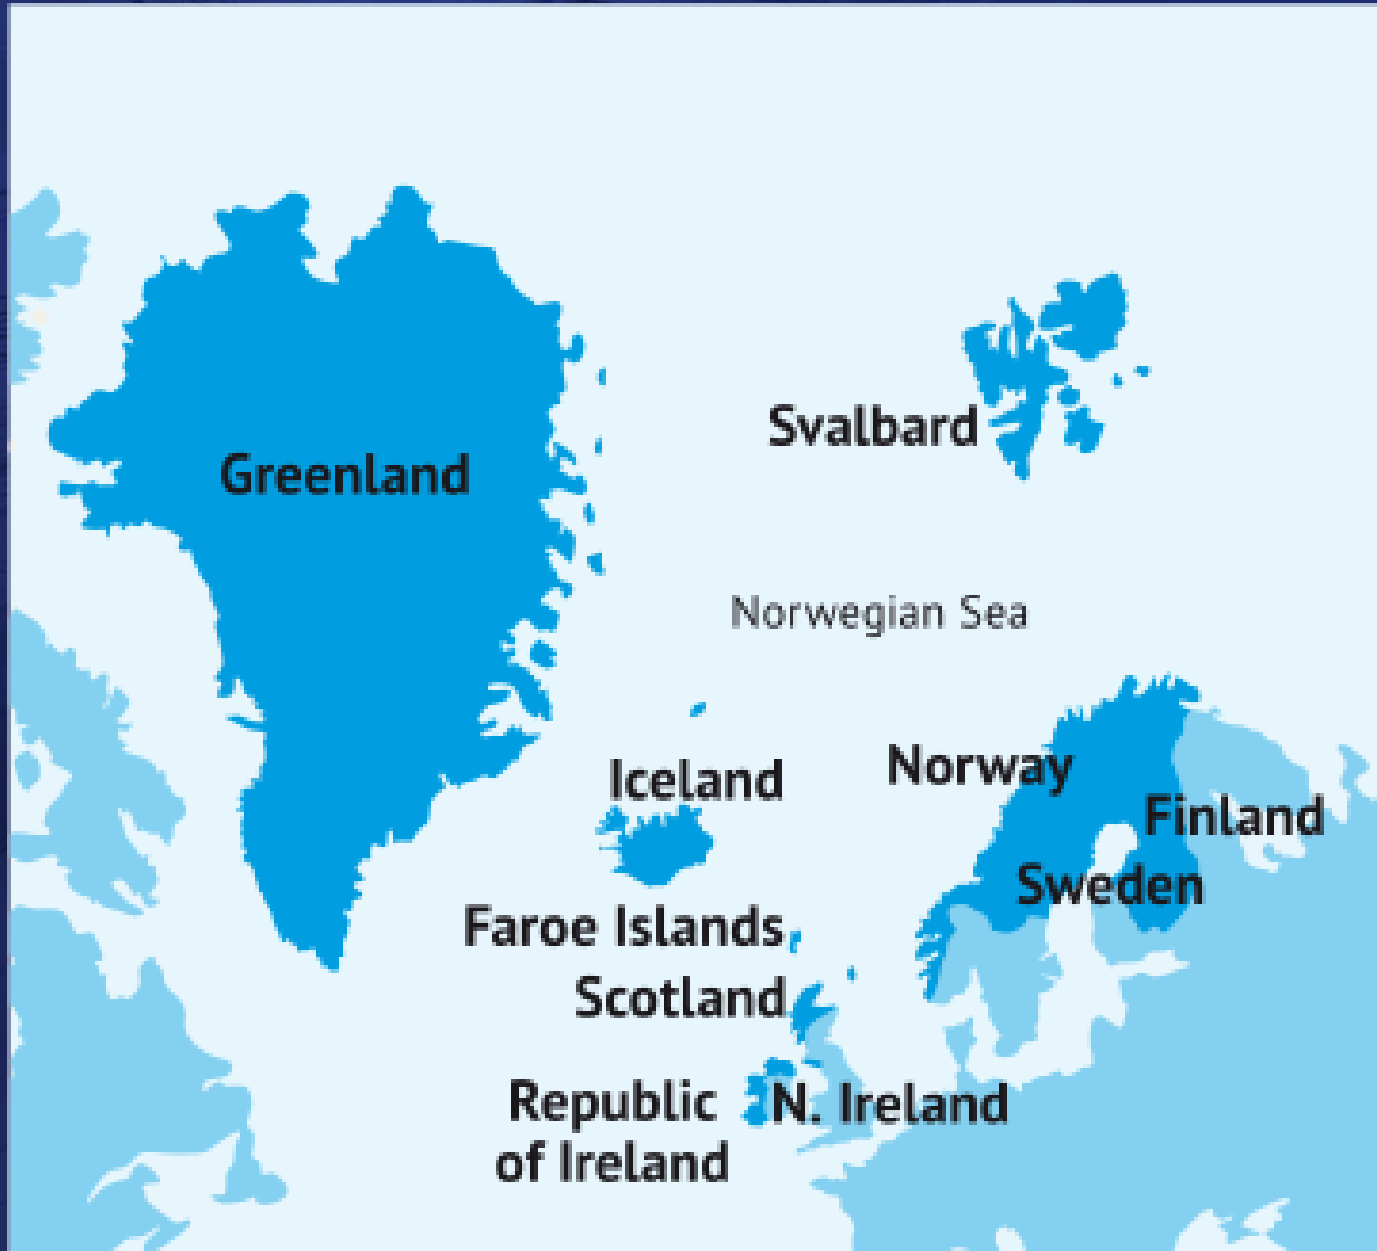 Svalbard
Greenland
Norwegian Sea
Norway
Iceland
Finland
Sweden
Faroe Islands
Scotland
Republic
of Ireland
N. Ireland